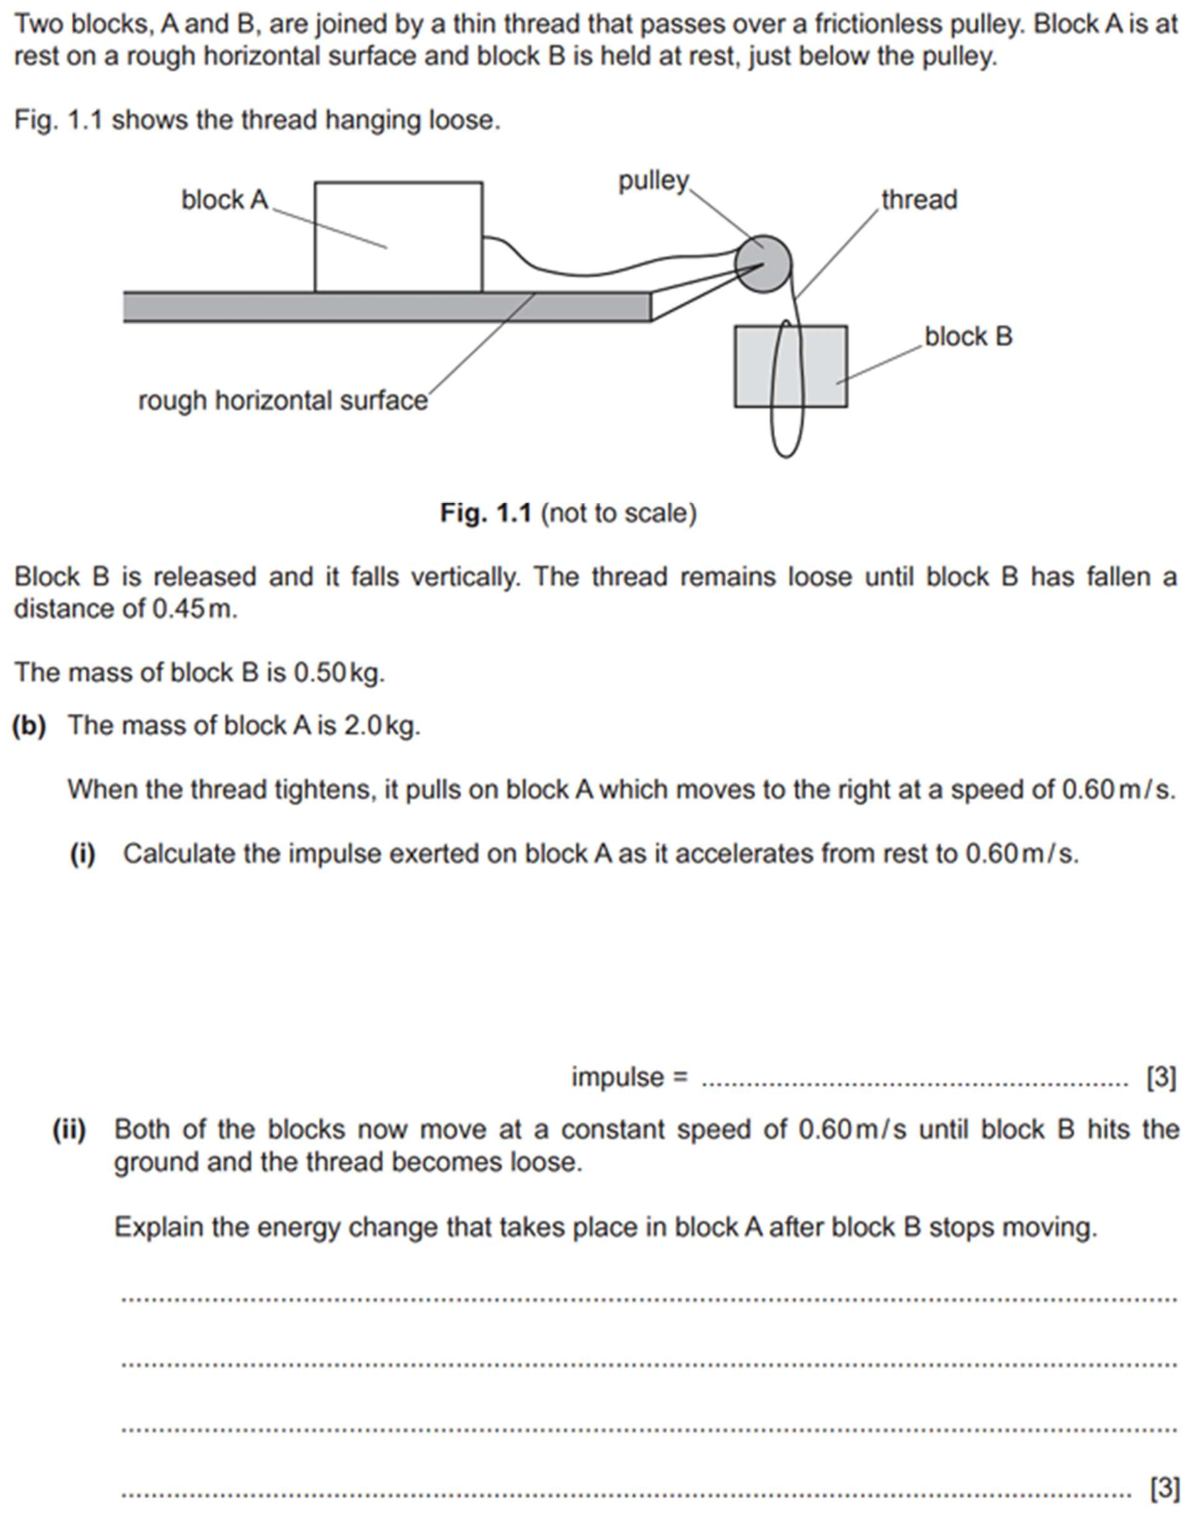 Two blocks, A and B, are joined by a thin thread that passes over a frictionless pulley. Block A is at
rest on a rough horizontal surface and block B is held at rest, just below the pulley.
Fig. 1.1 shows the thread hanging loose.
pulley
block A
thread
block B
rough horizontal surface
Fig. 1.1 (not to scale)
Block B is released and it falls vertically. The thread remains loose until block B has fallen a
distance of 0.45 m.
The mass of block B is 0.50 kg.
(b) The mass of block A is 2.0 kg.
When the thread tightens, it pulls on block A which moves to the right at a speed of 0.60 m/s.
(i) Calculate the impulse exerted on block A as it accelerates from rest to 0.60 m/s.
impulse = ........................................................ [3]
(ii) Both of the blocks now move at a constant speed of 0.60 m/s until block B hits the
ground and the thread becomes loose.
Explain the energy change that takes place in block A after block B stops moving.
..........................................................................................................................................
..........................................................................................................................................
..........................................................................................................................................
.................................................................................................................................... [3]